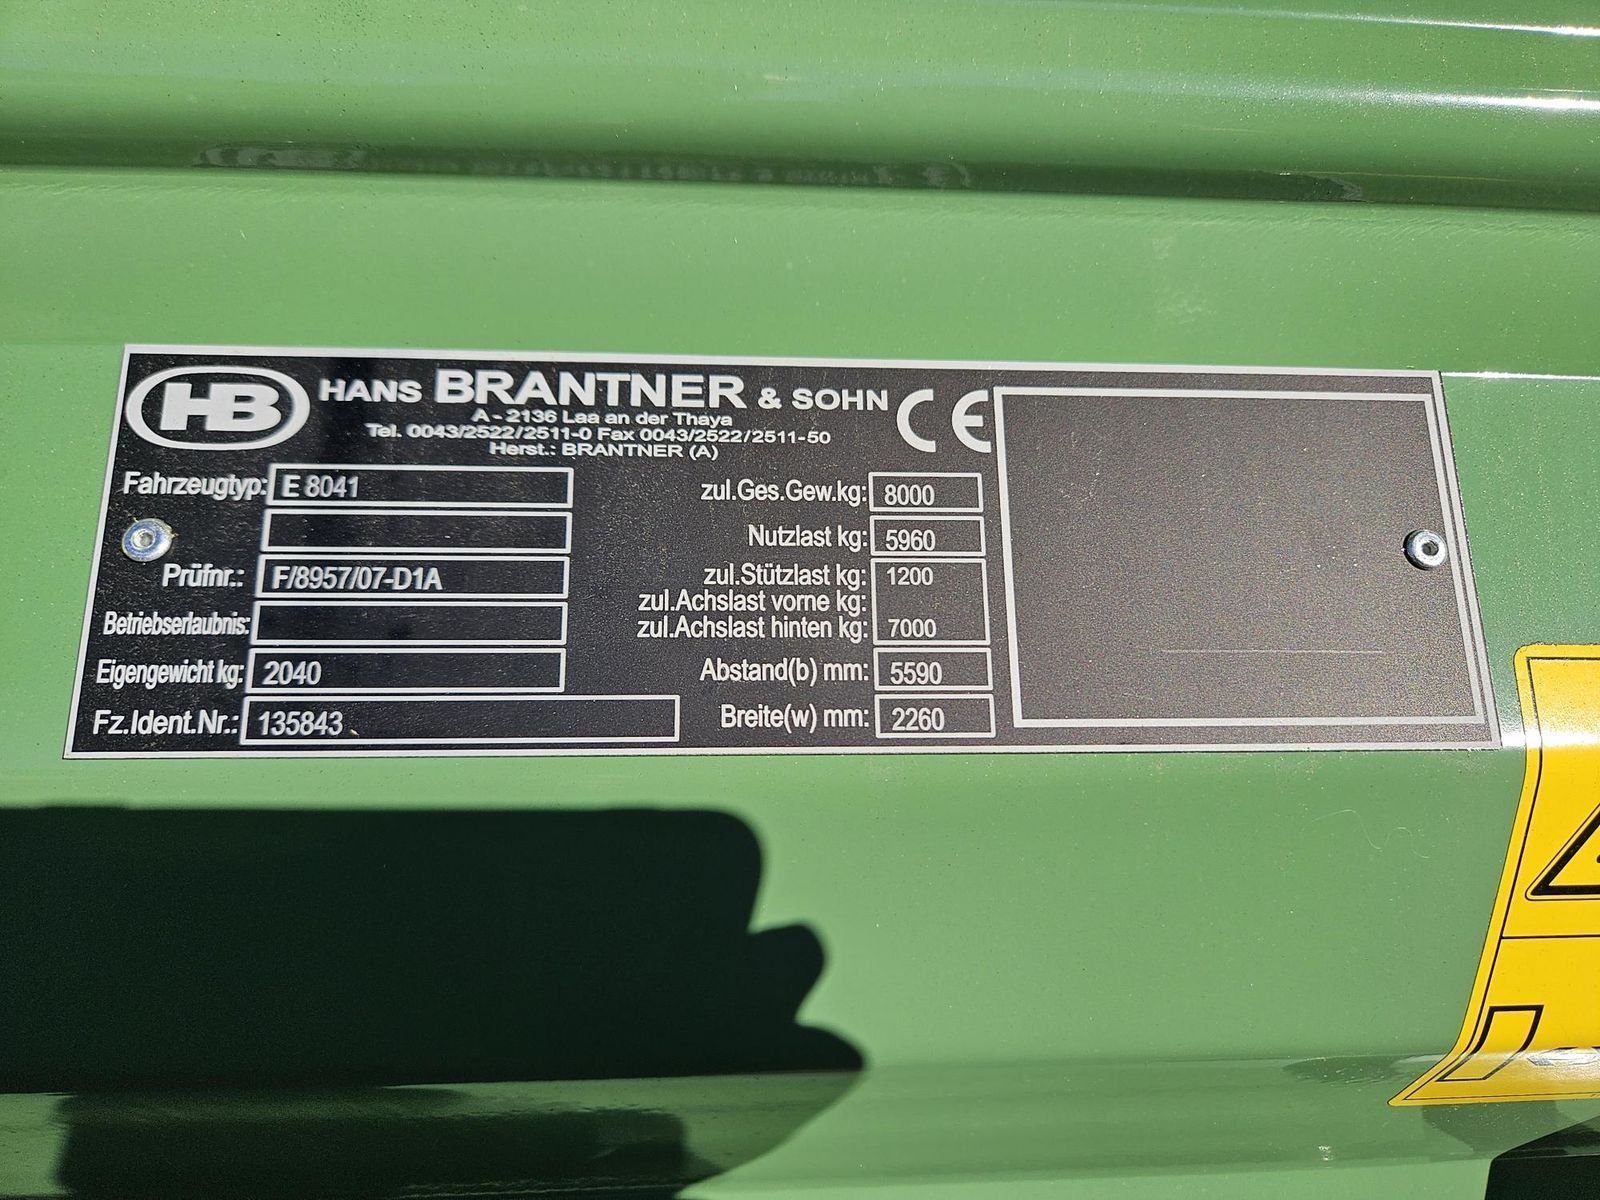 HB
HANS BRANTNER & SOHN
CE
A - 2136 Laa an der Thaya
Tel. 0043/2522/2511-0 Fax 0043/2522/2511-50
Herst.: BRANTNER (A)
Fahrzeugtyp: E 8041
Prüfnr.: F/8957/07-D1A
Betriebserlaubnis:
Eigengewicht kg: 2040
Fz.Ident.Nr.: 135843
zul.Ges.Gew.kg: 8000
Nutzlast kg: 5960
zul.Stützlast kg: 1200
zul.Achslast vorne kg:
zul.Achslast hinten kg: 7000
Abstand(b) mm: 5590
Breite(w) mm: 2260